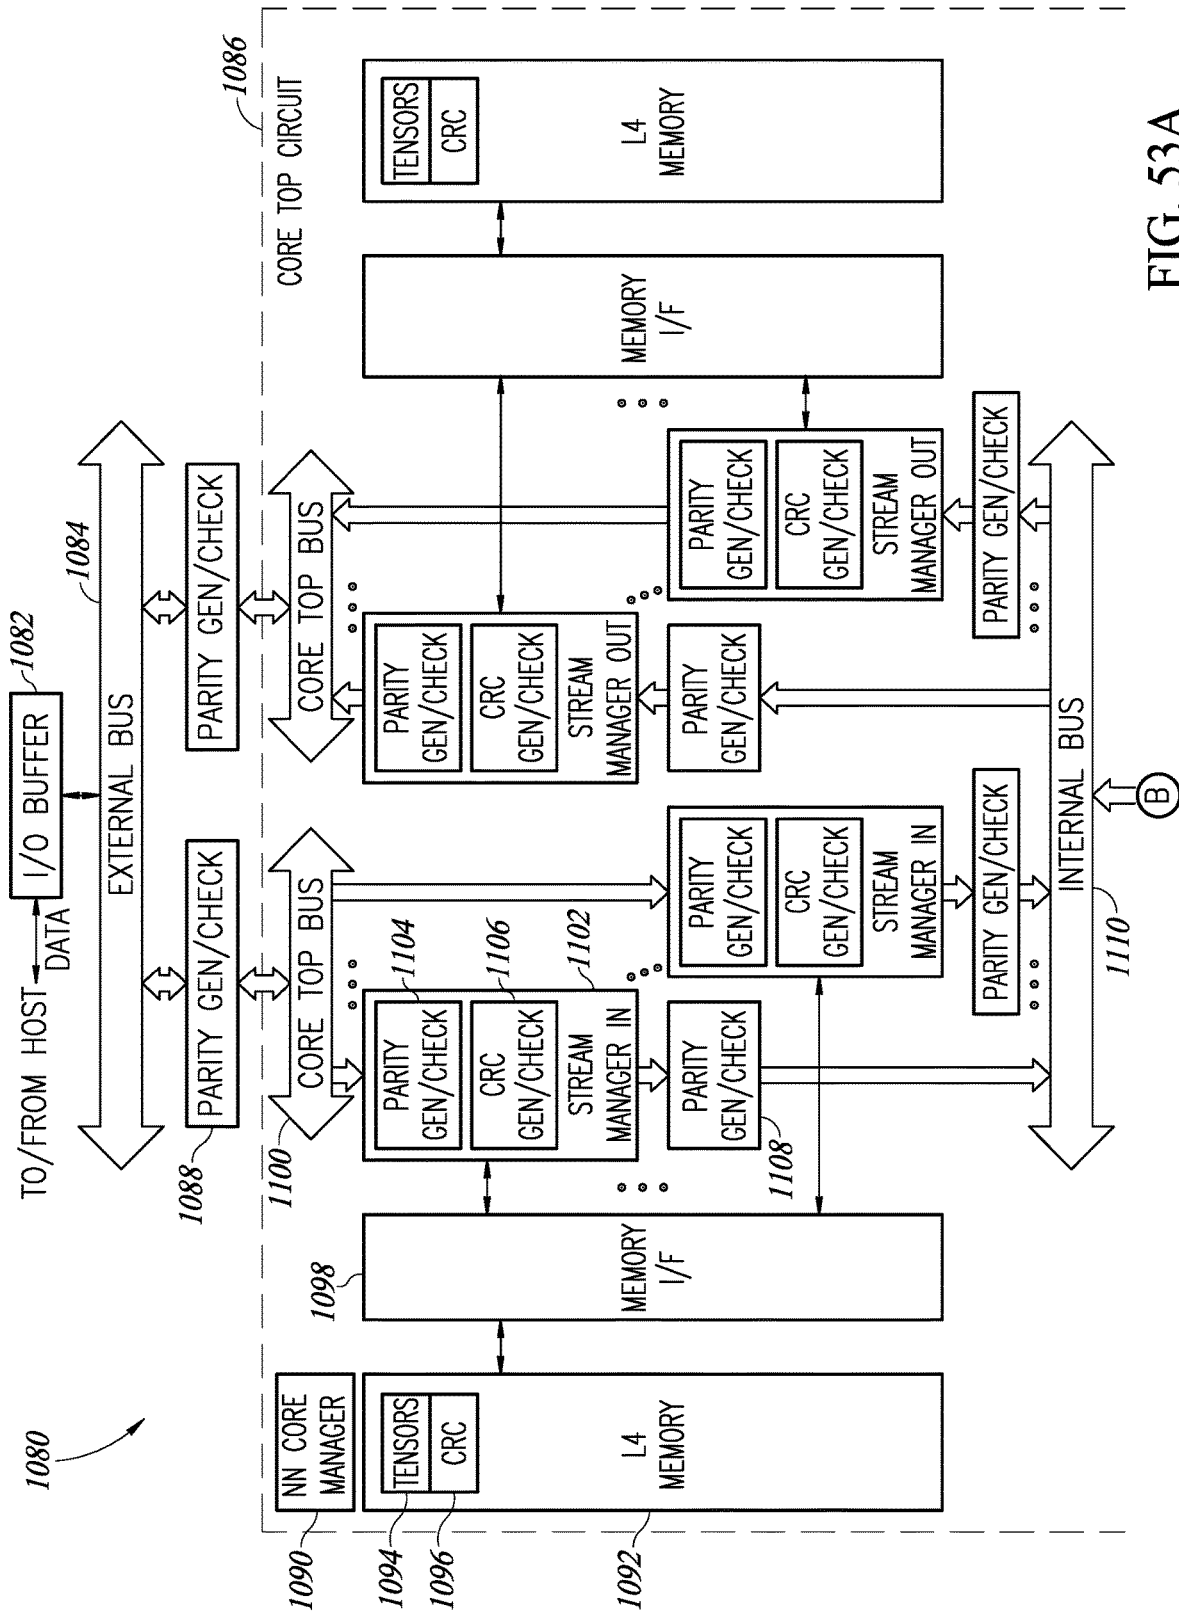 1080
TO/FROM HOST
DATA
I/O BUFFER
1082
EXTERNAL BUS
1084
1088
PARITY GEN/CHECK
PARITY GEN/CHECK
1086
CORE TOP CIRCUIT
1090
NN CORE
MANAGER
1100
CORE TOP BUS
CORE TOP BUS
1094
TENSORS
1096
CRC
L4
MEMORY
1092
1098
MEMORY
I/F
PARITY
GEN/CHECK
1104
CRC
GEN/CHECK
1106
STREAM
MANAGER IN
1102
PARITY
GEN/CHECK
1108
PARITY
GEN/CHECK
CRC
GEN/CHECK
STREAM
MANAGER IN
PARITY GEN/CHECK
PARITY
GEN/CHECK
CRC
GEN/CHECK
STREAM
MANAGER OUT
PARITY
GEN/CHECK
PARITY
GEN/CHECK
CRC
GEN/CHECK
STREAM
MANAGER OUT
PARITY GEN/CHECK
MEMORY
I/F
TENSORS
CRC
L4
MEMORY
INTERNAL BUS
1110
B
FIG. 53A